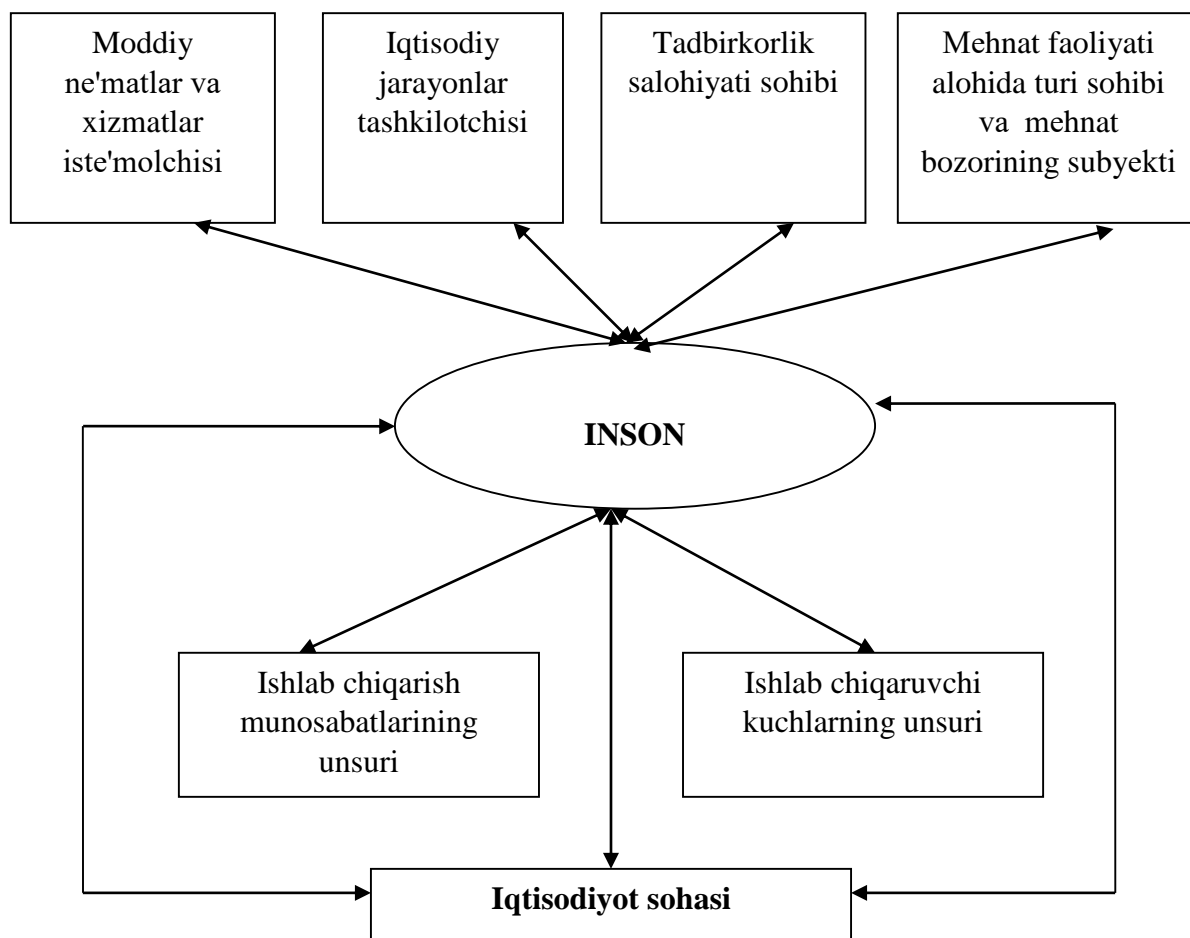 Moddiy
ne'matlar va
xizmatlar
iste'molchisi
Iqtisodiy
jarayonlar
tashkilotchisi
Tadbirkorlik
salohiyati sohibi
Mehnat faoliyati
alohida turi sohibi
va mehnat
bozorining subyekti
INSON
Ishlab chiqarish
munosabatlarining
unsuri
Ishlab chiqaruvchi
kuchlarning unsuri
Iqtisodiyot sohasi